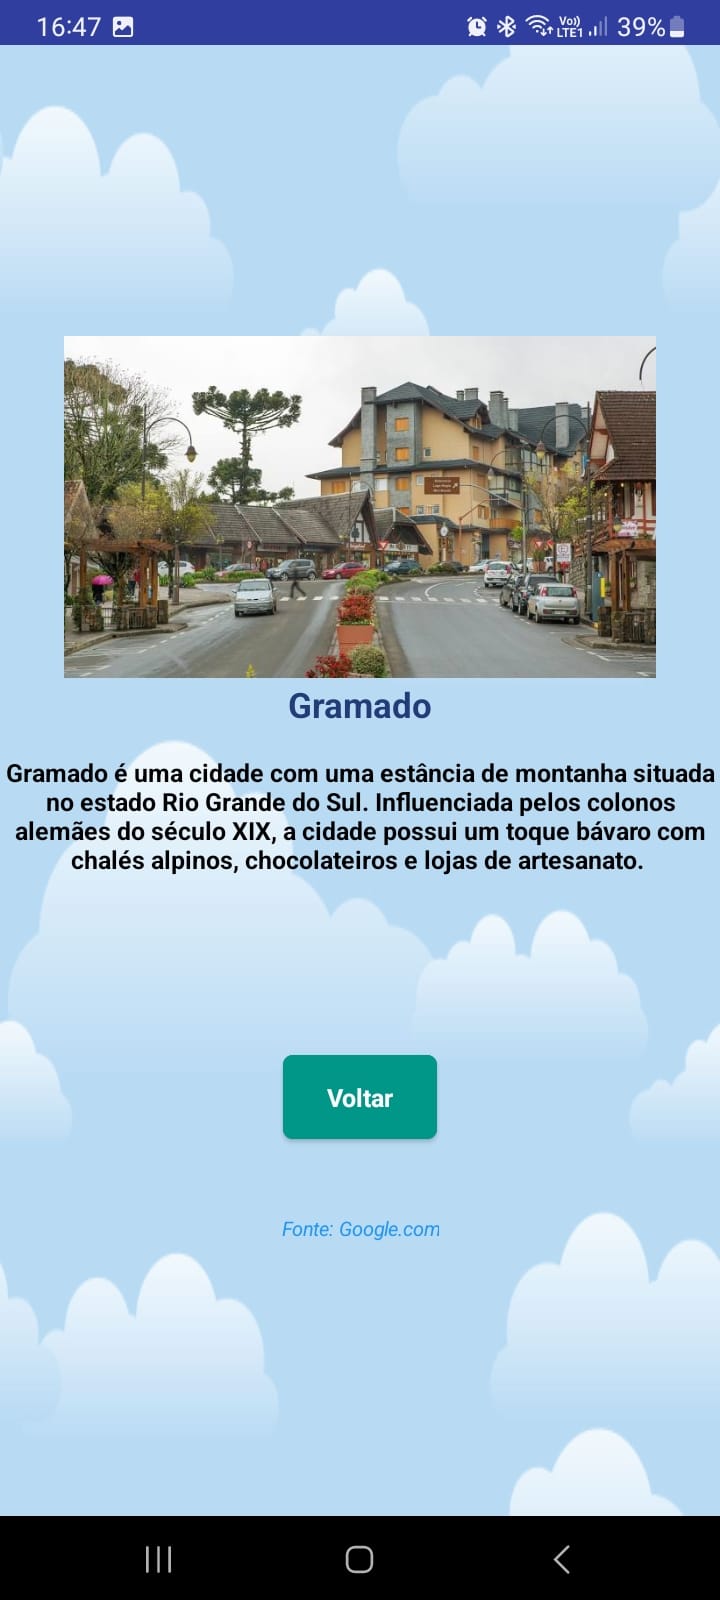 16:47
Vo))
LTE1
39%
Gramado
Gramado é uma cidade com uma estância de montanha situada
no estado Rio Grande do Sul. Influenciada pelos colonos
alemães do século XIX, a cidade possui um toque bávaro com
chalés alpinos, chocolateiros e lojas de artesanato.
Voltar
Fonte: Google.com